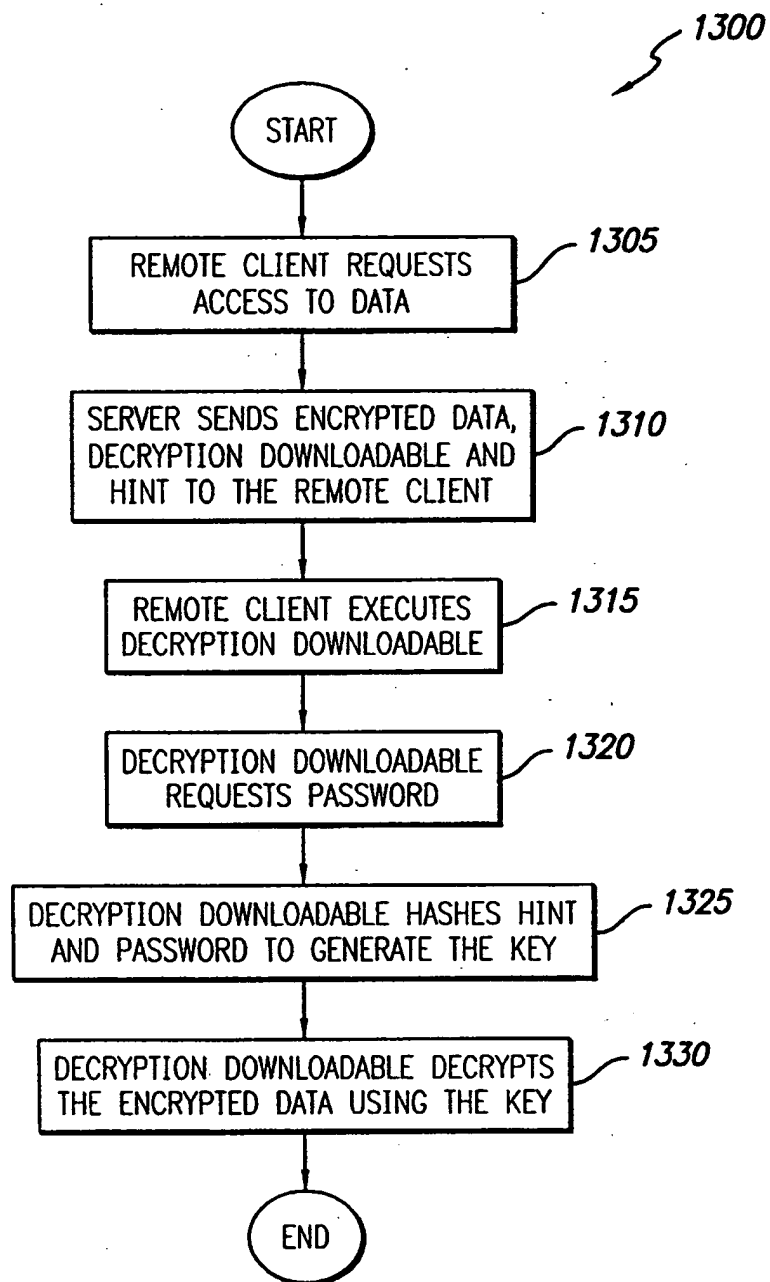 1300
START
REMOTE CLIENT REQUESTS
ACCESS TO DATA
1305
SERVER SENDS ENCRYPTED DATA,
DECRYPTION DOWNLOADABLE AND
HINT TO THE REMOTE CLIENT
1310
REMOTE CLIENT EXECUTES
DECRYPTION DOWNLOADABLE
1315
DECRYPTION DOWNLOADABLE
REQUESTS PASSWORD
1320
DECRYPTION DOWNLOADABLE HASHES HINT
AND PASSWORD TO GENERATE THE KEY
1325
DECRYPTION DOWNLOADABLE DECRYPTS
THE ENCRYPTED DATA USING THE KEY
1330
END